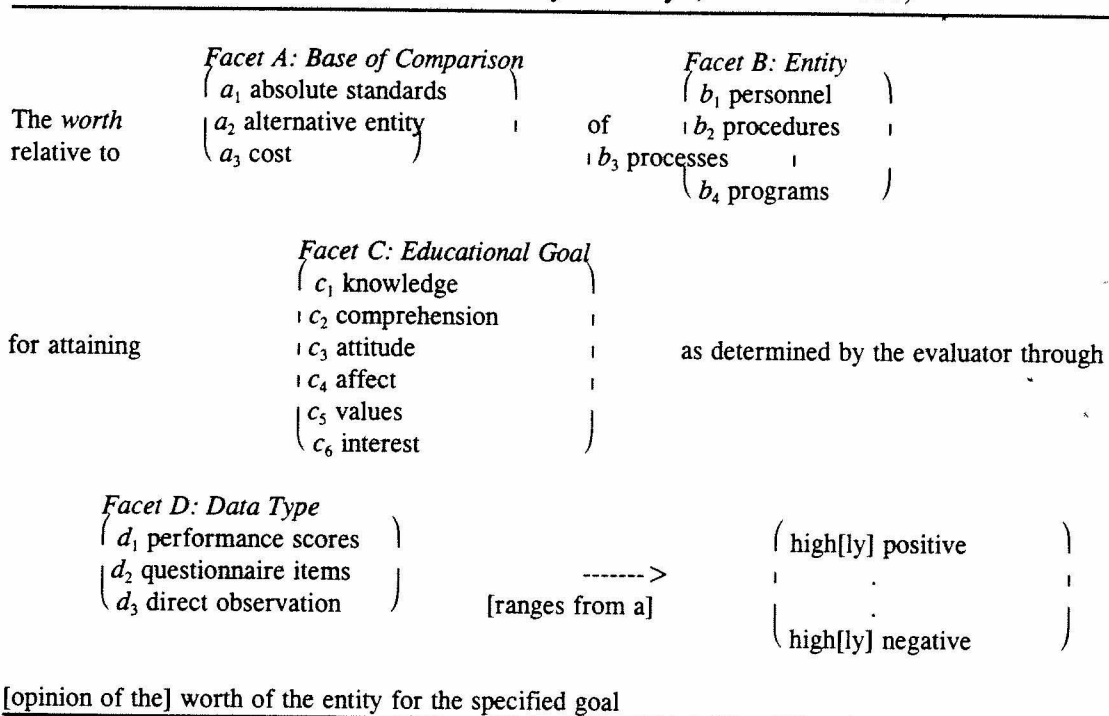 Facet A: Base of Comparison
Facet B: Entity
a₁ absolute standards
b₁ personnel
The worth
a₂ alternative entity
of
b₂ procedures
relative to
a₃ cost
b₃ processes
b₄ programs
Facet C: Educational Goal
c₁ knowledge
c₂ comprehension
for attaining
c₃ attitude
as determined by the evaluator through
c₄ affect
c₅ values
c₆ interest
Facet D: Data Type
d₁ performance scores
high[ly] positive
d₂ questionnaire items
------->
.
d₃ direct observation
[ranges from a]
.
high[ly] negative
[opinion of the] worth of the entity for the specified goal